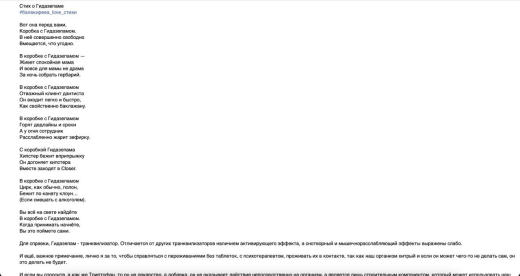 Стих о Гидазепаме
#балакирева_love_стихи
Вот она перед вами,
Коробка с Гидазепамом.
В ней совершенно свободно
Вмещается, что угодно.
В коробке с Гидазепамом —
Живет спокойная мама
И вовсе для мамы не драма
За ночь собрать гербарий.
В коробке с Гидазепамом
Отважный клиент дантиста
Он входит легко и быстро,
Как свойственно баклажану.
В коробке с Гидазепамом
Горят дедлайны и сроки
А у огня сотрудник
Расслабленно жарит зефирку.
С коробкой Гидазепама
Хипстер бежит вприпрыжку
Он догоняет хипстера
Вместе заходят в Closer.
В коробке с Гидазепамом
Цирк, как обычно, полон,
Бежит по канату клоун...
(Если смешать с алкоголем).
Вы всё на свете найдёте
В коробке с Гидазепамом.
Когда принимать начнёте,
Вы это поймете сами.
Для справки, Гидазепам - транквилизатор. Отличается от других транквилизаторов наличием активирующего эффекта, а снотворный и мышечнорасслабляющий эффекты выражены слабо.
И ещё, важное примечание, лично я за то, чтобы справляться с переживаниями без таблеток, с психотерапевтом, проживать их в контакте, так как наш организм хитрый и если он может чего-то не делать сам, он
это делать не будет.